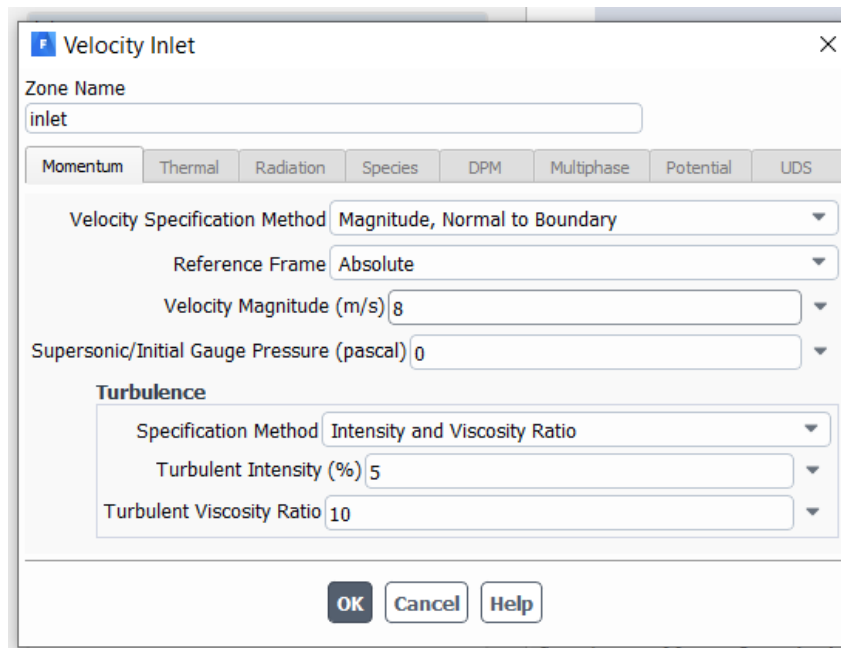 F Velocity Inlet
Zone Name
inlet
Momentum Thermal Radiation Species DPM Multiphase Potential UDS
Velocity Specification Method Magnitude, Normal to Boundary
Reference Frame Absolute
Velocity Magnitude (m/s) 8
Supersonic/Initial Gauge Pressure (pascal) 0
Turbulence
Specification Method Intensity and Viscosity Ratio
Turbulent Intensity (%) 5
Turbulent Viscosity Ratio 10
OK Cancel Help